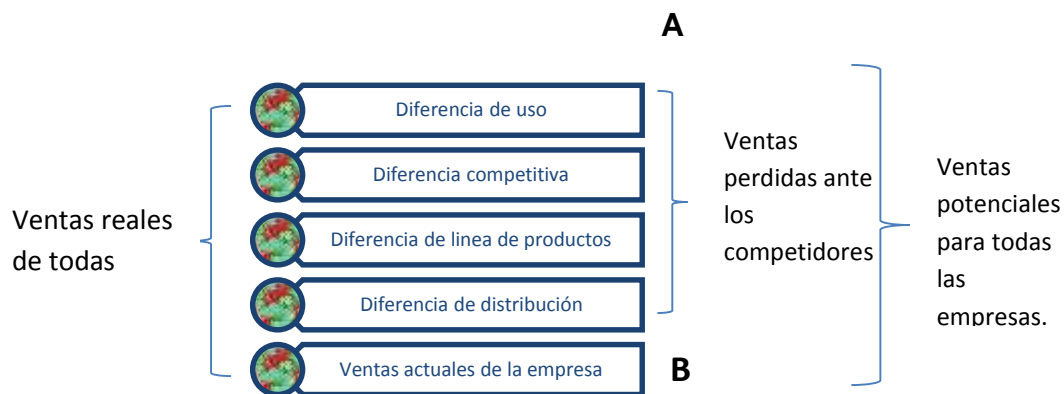 A
Ventas reales
de todas
Diferencia de uso
Diferencia competitiva
Diferencia de linea de productos
Diferencia de distribución
Ventas actuales de la empresa
B
Ventas
perdidas ante
los
competidores
Ventas
potenciales
para todas
las
empresas.